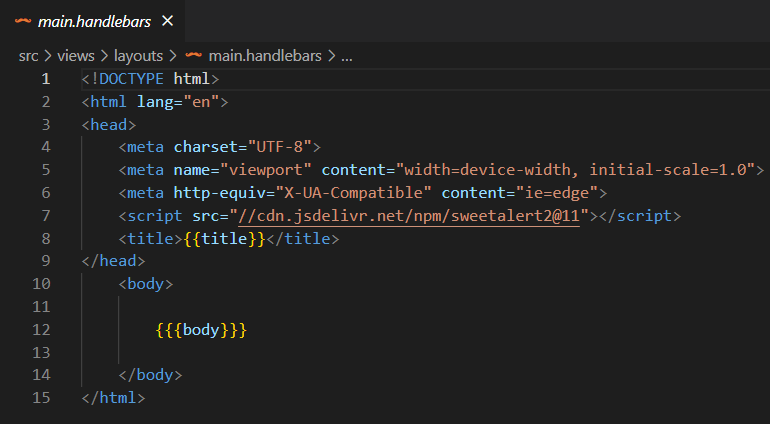 main.handlebars ×
src > views > layouts > main.handlebars > ...
1 <!DOCTYPE html>
2 <html lang="en">
3 <head>
4     <meta charset="UTF-8">
5     <meta name="viewport" content="width=device-width, initial-scale=1.0">
6     <meta http-equiv="X-UA-Compatible" content="ie=edge">
7     <script src="//cdn.jsdelivr.net/npm/sweetalert2@11"></script>
8     <title>{{title}}</title>
9 </head>
10     <body>
11
12         {{{body}}}
13
14     </body>
15 </html>